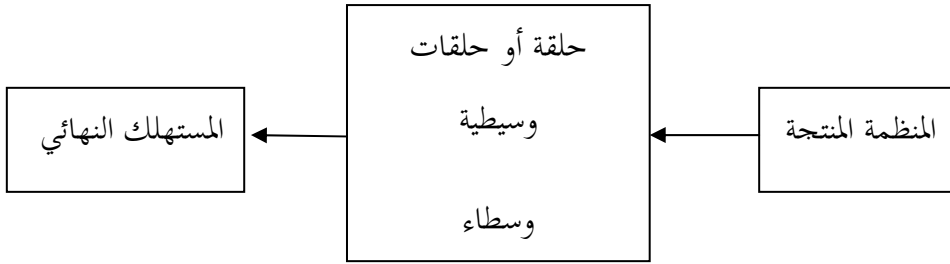 المنظمة المنتجة
حلقة أو حلقات
وسيطية
وسطاء
المستهلك النهائي